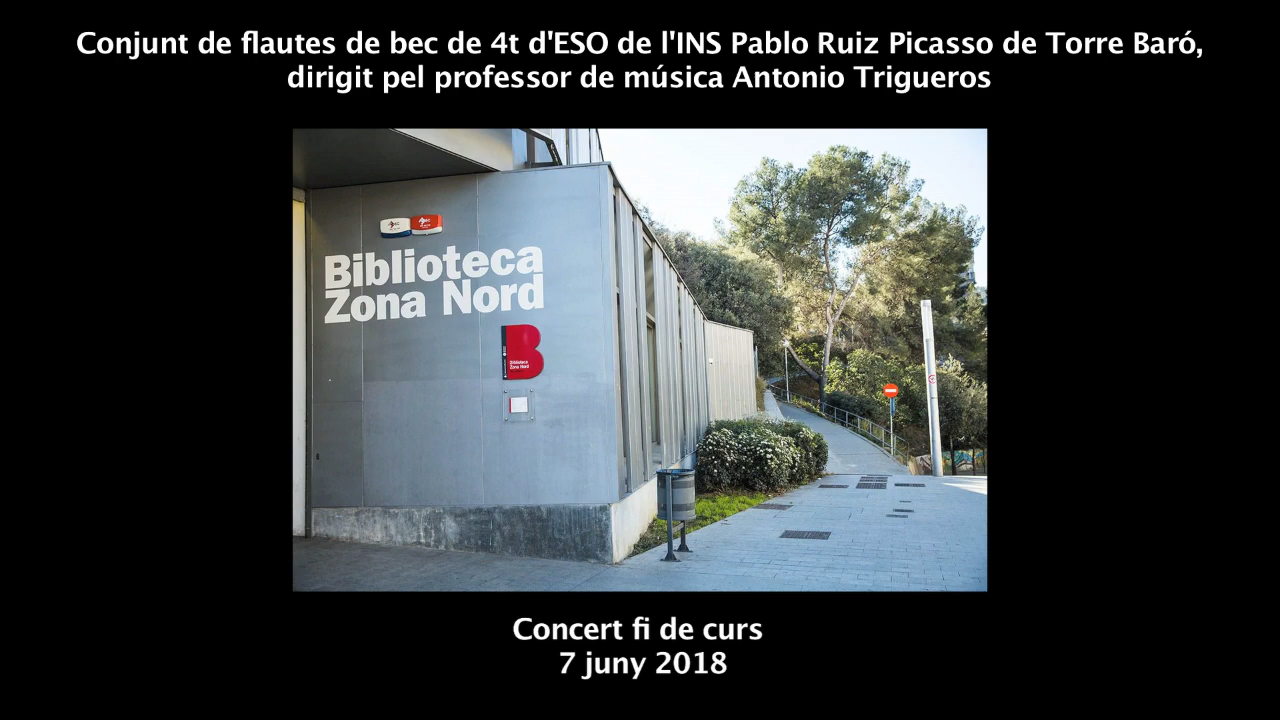 Conjunt de flautes de bec de 4t d'ESO de l'INS Pablo Ruiz Picasso de Torre Baró,
dirigit pel professor de música Antonio Trigueros
Biblioteca
Zona Nord
B
Biblioteca
Zona Nord
Concert fi de curs
7 juny 2018